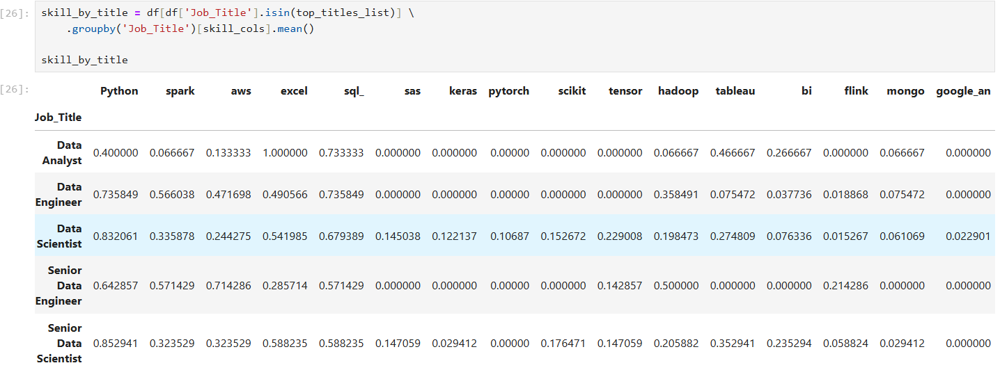 [26]: skill_by_title = df[df['Job_Title'].isin(top_titles_list)] \
.groupby('Job_Title')[skill_cols].mean()
skill_by_title
[26]:
Python spark aws excel sql_ sas keras pytorch scikit tensor hadoop tableau bi flink mongo google_an
Job_Title
Data
Analyst 0.400000 0.066667 0.133333 1.000000 0.733333 0.000000 0.000000 0.00000 0.000000 0.000000 0.066667 0.466667 0.266667 0.000000 0.066667 0.000000
Data
Engineer 0.735849 0.566038 0.471698 0.490566 0.735849 0.000000 0.000000 0.00000 0.000000 0.000000 0.358491 0.075472 0.037736 0.018868 0.075472 0.000000
Data
Scientist 0.832061 0.335878 0.244275 0.541985 0.679389 0.145038 0.122137 0.10687 0.152672 0.229008 0.198473 0.274809 0.076336 0.015267 0.061069 0.022901
Senior
Data 0.642857 0.571429 0.714286 0.285714 0.571429 0.000000 0.000000 0.00000 0.000000 0.142857 0.500000 0.000000 0.000000 0.214286 0.000000 0.000000
Engineer
Senior
Data 0.852941 0.323529 0.323529 0.588235 0.588235 0.147059 0.029412 0.00000 0.176471 0.147059 0.205882 0.352941 0.235294 0.058824 0.029412 0.000000
Scientist